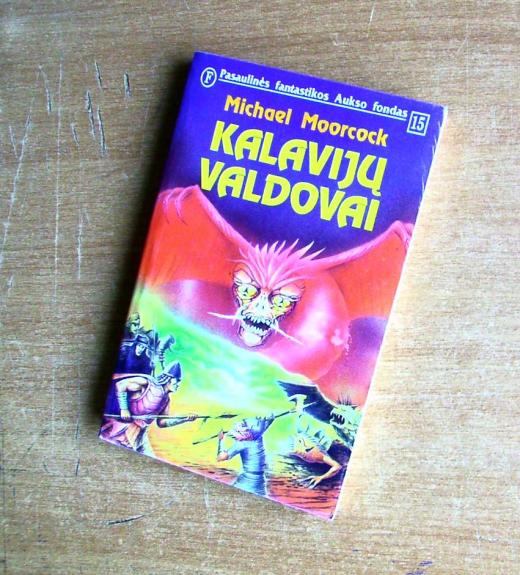 F Pasaulinės fantastikos Aukso fondas 15
Michael Moorcock
KALAVIJŲ
VALDOVAI